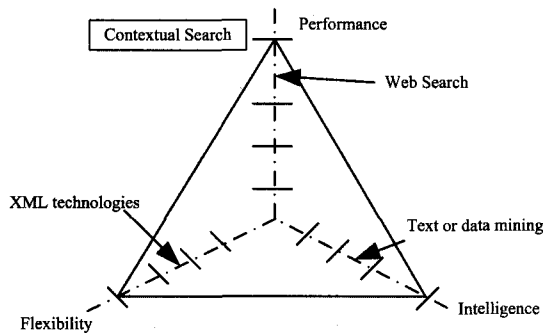 Performance
Contextual Search
Web Search
XML technologies
Text or data mining
Flexibility
Intelligence